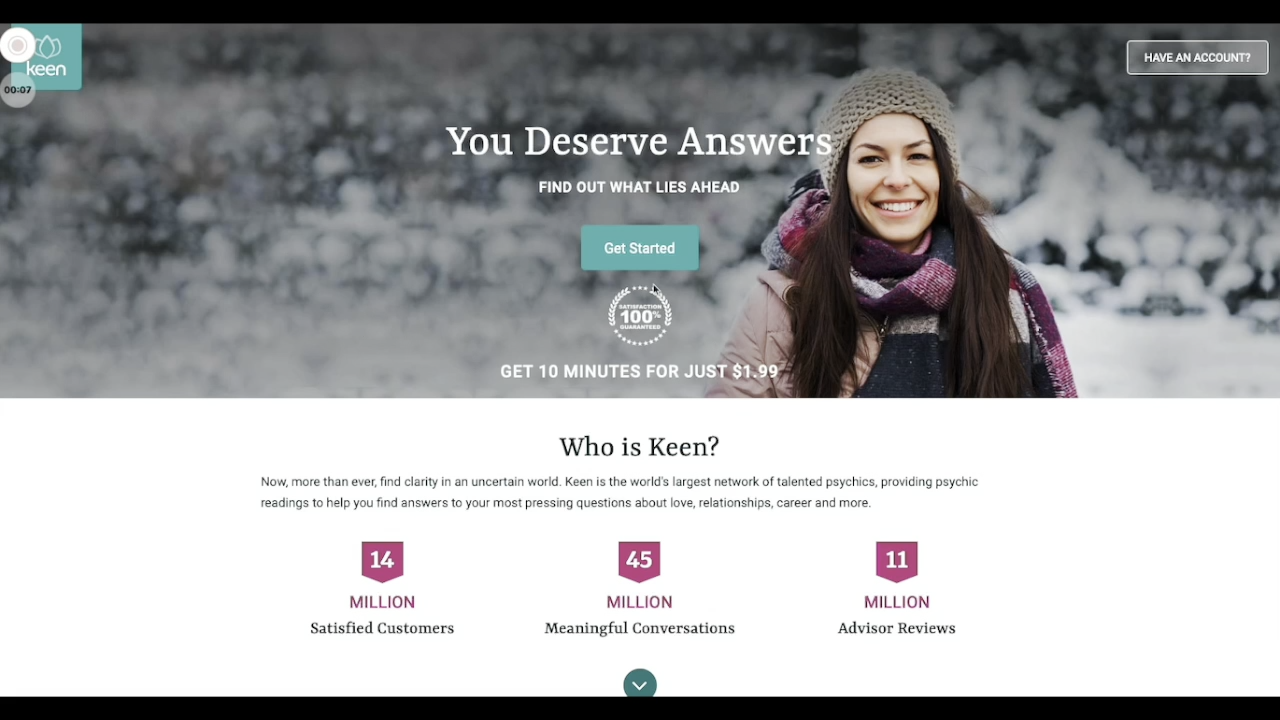 keen
HAVE AN ACCOUNT?
00:07
You Deserve Answers
FIND OUT WHAT LIES AHEAD
Get Started
SATISFACTION
100%
GUARANTEED
GET 10 MINUTES FOR JUST $1.99
Who is Keen?
Now, more than ever, find clarity in an uncertain world. Keen is the world's largest network of talented psychics, providing psychic
readings to help you find answers to your most pressing questions about love, relationships, career and more.
14
MILLION
Satisfied Customers
45
MILLION
Meaningful Conversations
11
MILLION
Advisor Reviews